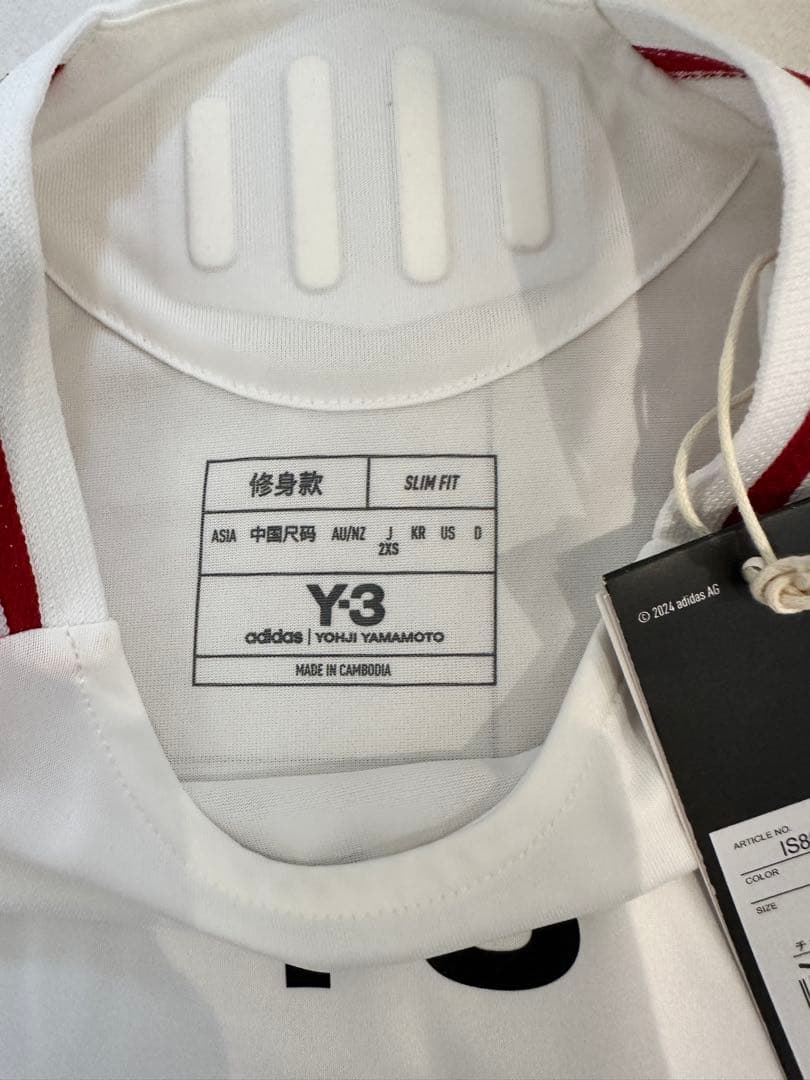 修身款 SLIM FIT
ASIA 中国尺码 AU/NZ J KR US D
2XS
Y-3
adidas | YOHJI YAMAMOTO
MADE IN CAMBODIA
© 2024 adidas AG
ARTICLE NO.
COLOR
SIZE